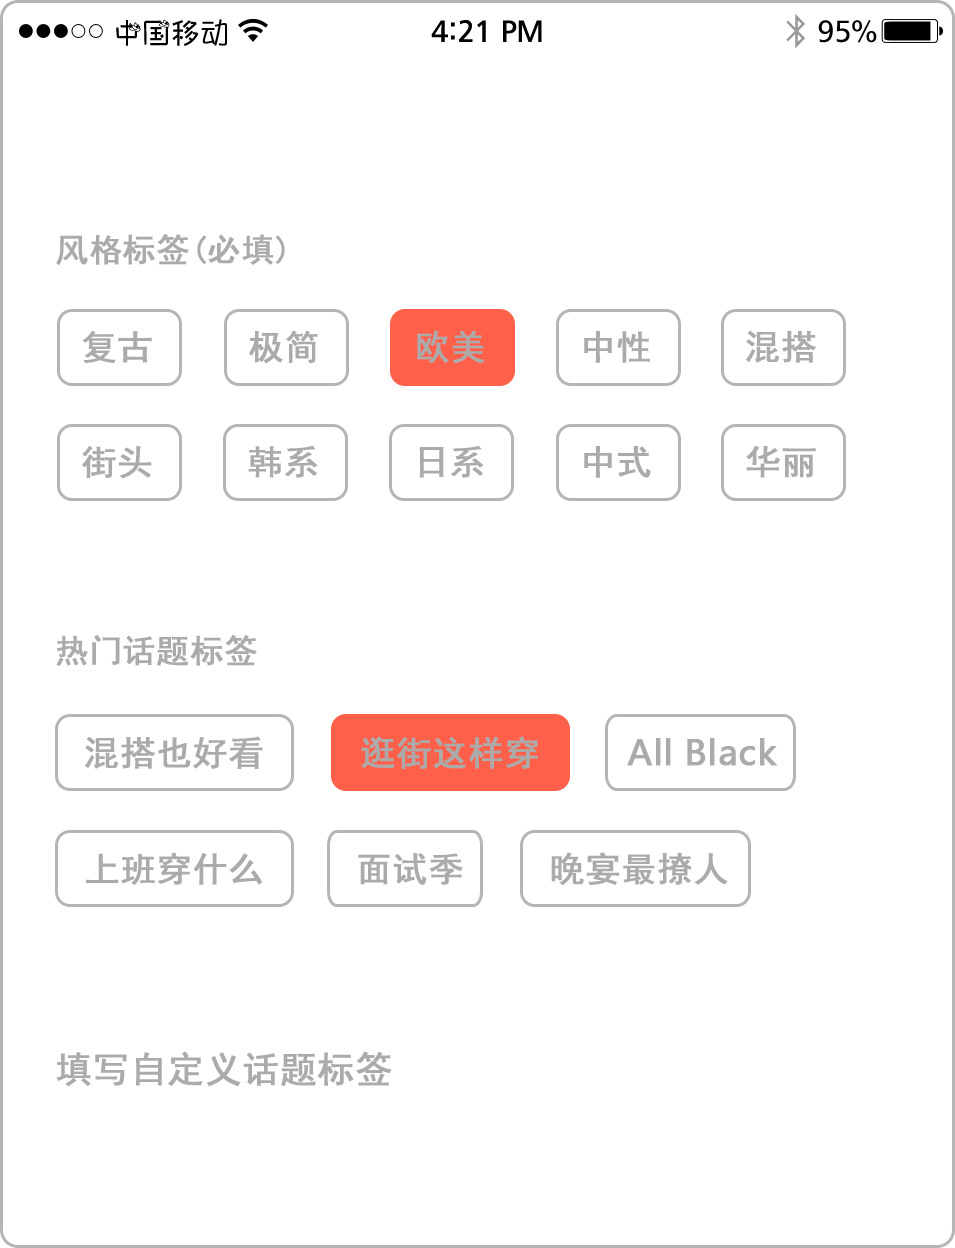 中国移动 4:21 PM 95%
风格标签(必填)
复古 极简 欧美 中性 混搭
街头 韩系 日系 中式 华丽
热门话题标签
混搭也好看 逛街这样穿 All Black
上班穿什么 面试季 晚宴最撩人
填写自定义话题标签